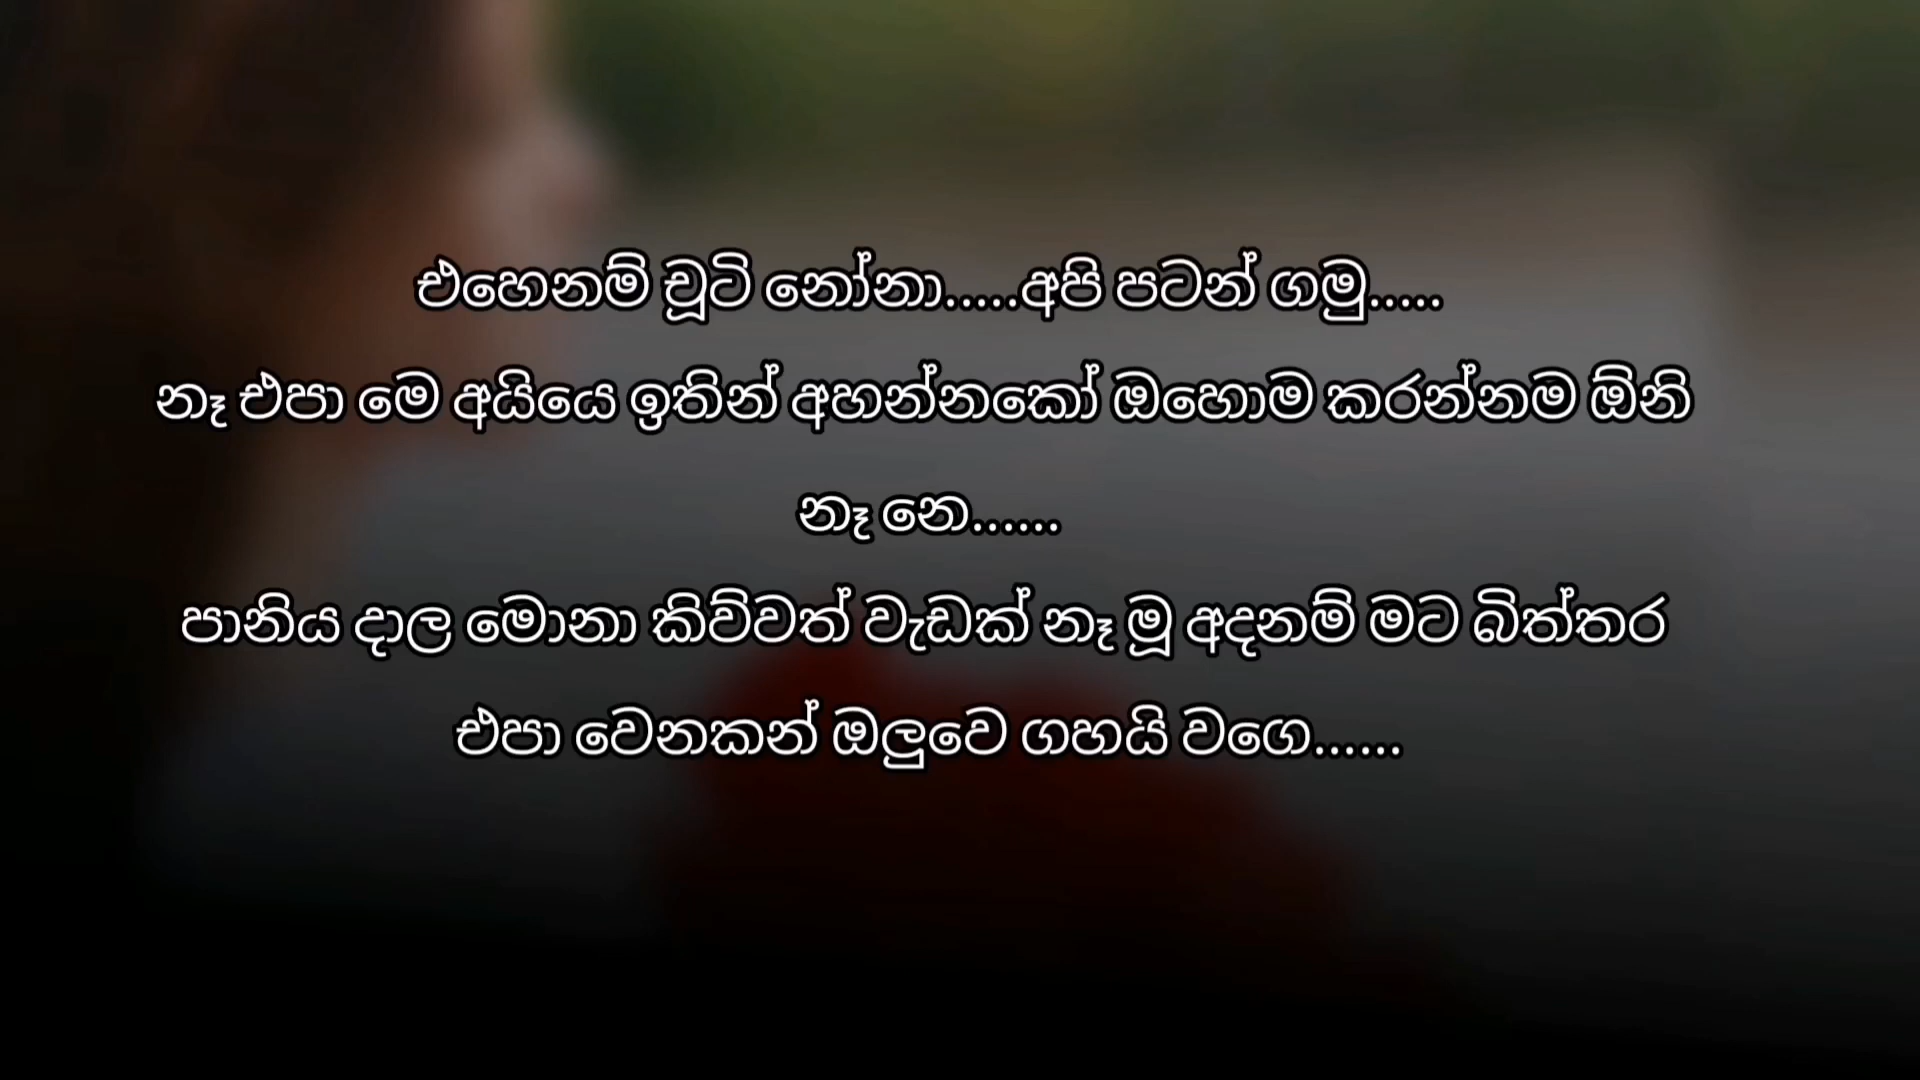 එහෙනම් චූටි නෝනා.....අපි පටන් ගමු.....
නෑ එපා මෙ අයියෙ ඉතින් අහන්නකෝ ඔහොම කරන්නම ඕනි
නෑ නෙ......
පානිය දාල මොනා කිව්වත් වැඩක් නෑ මූ අදනම් මට බිත්තර
එපා වෙනකන් ඔලුවෙ ගහයි වගෙ......